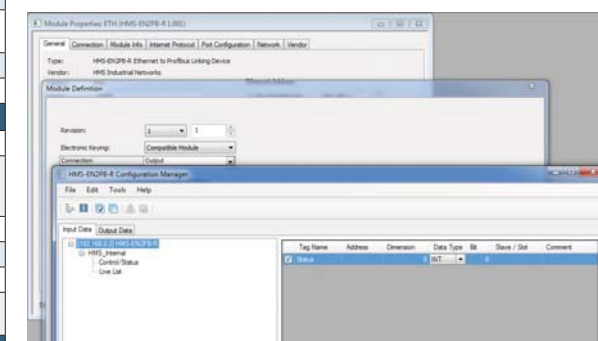 Module Properties: ETH (HMS-EN2PB-R 1.001)
General Connection Module Info Internet Protocol Port Configuration Network Vendor
Type: HMS-EN2PB-R Ethernet to Profibus Linking Device
Vendor: HMS Industrial Networks
Module Definition
Revision: 1 1
Electronic Keying: Compatible Module
Connection Output
HMS-EN2PB-R Configuration Manager
File Edit Tools Help
Input Data Output Data
HMS-EN2PB-R
HMS_Internal
Control/Status
Live List
Tag Name Address Dimension Data Type Bit Slave / Slot Comment
Status 0 INT 0